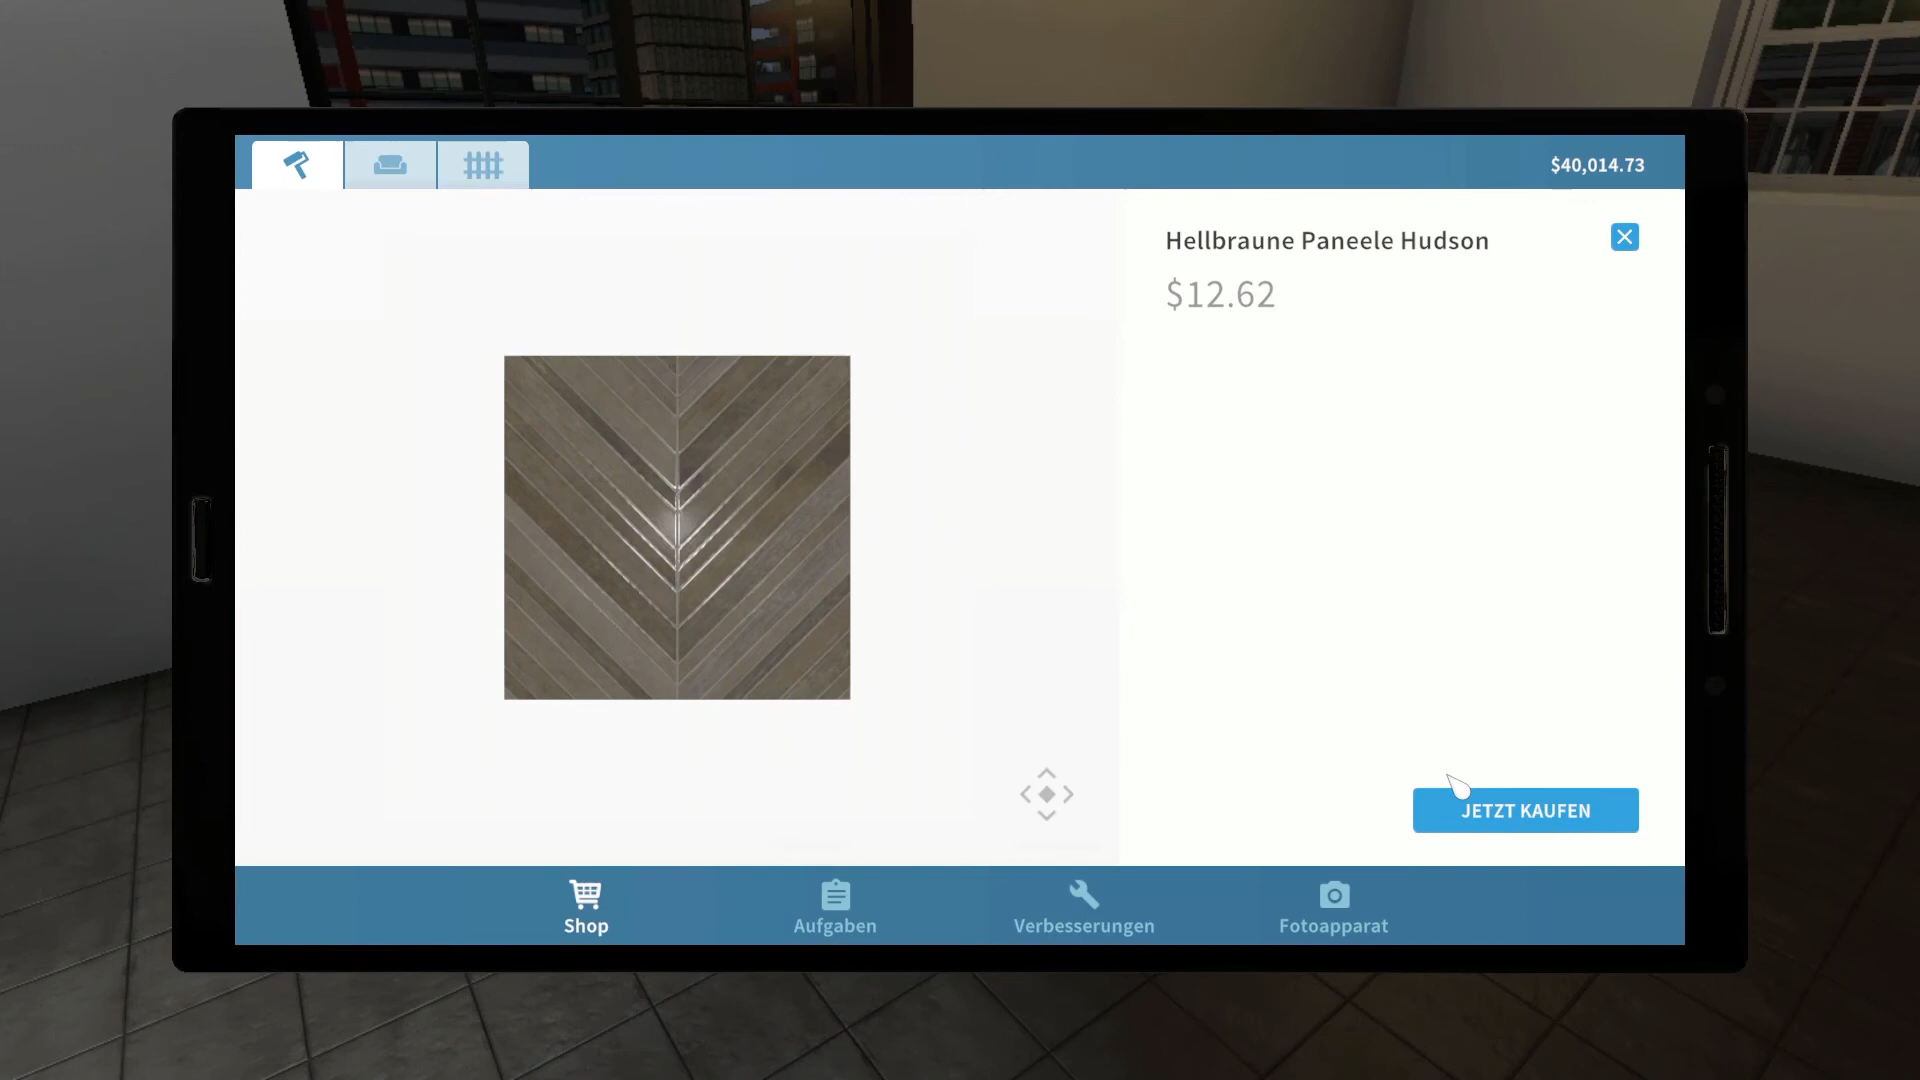 $40,014.73
Hellbraune Paneele Hudson
$12.62
JETZT KAUFEN
Shop
Aufgaben
Verbesserungen
Fotoapparat